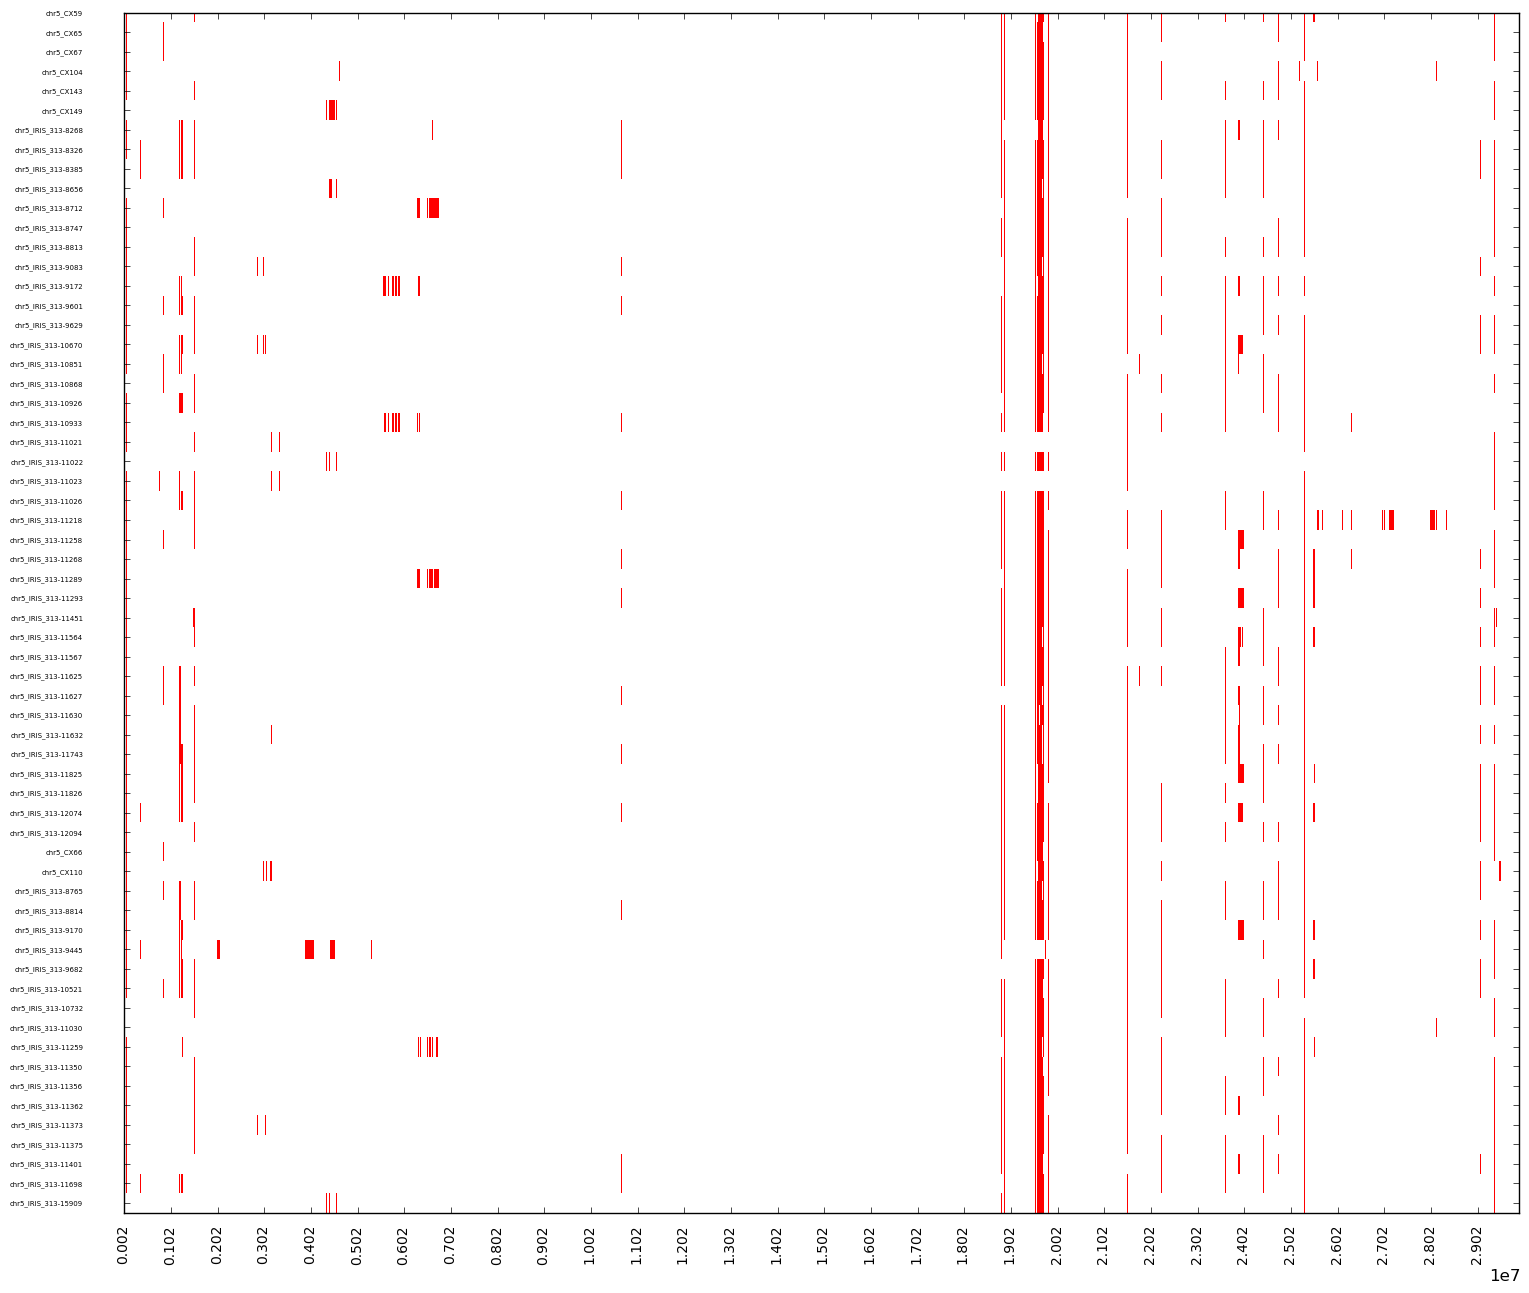 chr5_CX59
chr5_CX65
chr5_CX67
chr5_CX104
chr5_CX143
chr5_CX149
chr5_IRIS_313-8268
chr5_IRIS_313-8326
chr5_IRIS_313-8385
chr5_IRIS_313-8656
chr5_IRIS_313-8712
chr5_IRIS_313-8747
chr5_IRIS_313-8813
chr5_IRIS_313-9083
chr5_IRIS_313-9172
chr5_IRIS_313-9601
chr5_IRIS_313-9629
chr5_IRIS_313-10670
chr5_IRIS_313-10851
chr5_IRIS_313-10868
chr5_IRIS_313-10926
chr5_IRIS_313-10933
chr5_IRIS_313-11021
chr5_IRIS_313-11022
chr5_IRIS_313-11023
chr5_IRIS_313-11026
chr5_IRIS_313-11218
chr5_IRIS_313-11258
chr5_IRIS_313-11268
chr5_IRIS_313-11289
chr5_IRIS_313-11293
chr5_IRIS_313-11451
chr5_IRIS_313-11564
chr5_IRIS_313-11567
chr5_IRIS_313-11625
chr5_IRIS_313-11627
chr5_IRIS_313-11630
chr5_IRIS_313-11632
chr5_IRIS_313-11743
chr5_IRIS_313-11825
chr5_IRIS_313-11826
chr5_IRIS_313-12074
chr5_IRIS_313-12094
chr5_CX66
chr5_CX110
chr5_IRIS_313-8765
chr5_IRIS_313-8814
chr5_IRIS_313-9170
chr5_IRIS_313-9445
chr5_IRIS_313-9682
chr5_IRIS_313-10521
chr5_IRIS_313-10732
chr5_IRIS_313-11030
chr5_IRIS_313-11259
chr5_IRIS_313-11350
chr5_IRIS_313-11356
chr5_IRIS_313-11362
chr5_IRIS_313-11373
chr5_IRIS_313-11375
chr5_IRIS_313-11401
chr5_IRIS_313-11698
chr5_IRIS_313-15909
0.002 0.102 0.202 0.302 0.402 0.502 0.602 0.702 0.802 0.902 1.002 1.102 1.202 1.302 1.402 1.502 1.602 1.702 1.802 1.902 2.002 2.102 2.202 2.302 2.402 2.502 2.602 2.702 2.802 2.902
1e7